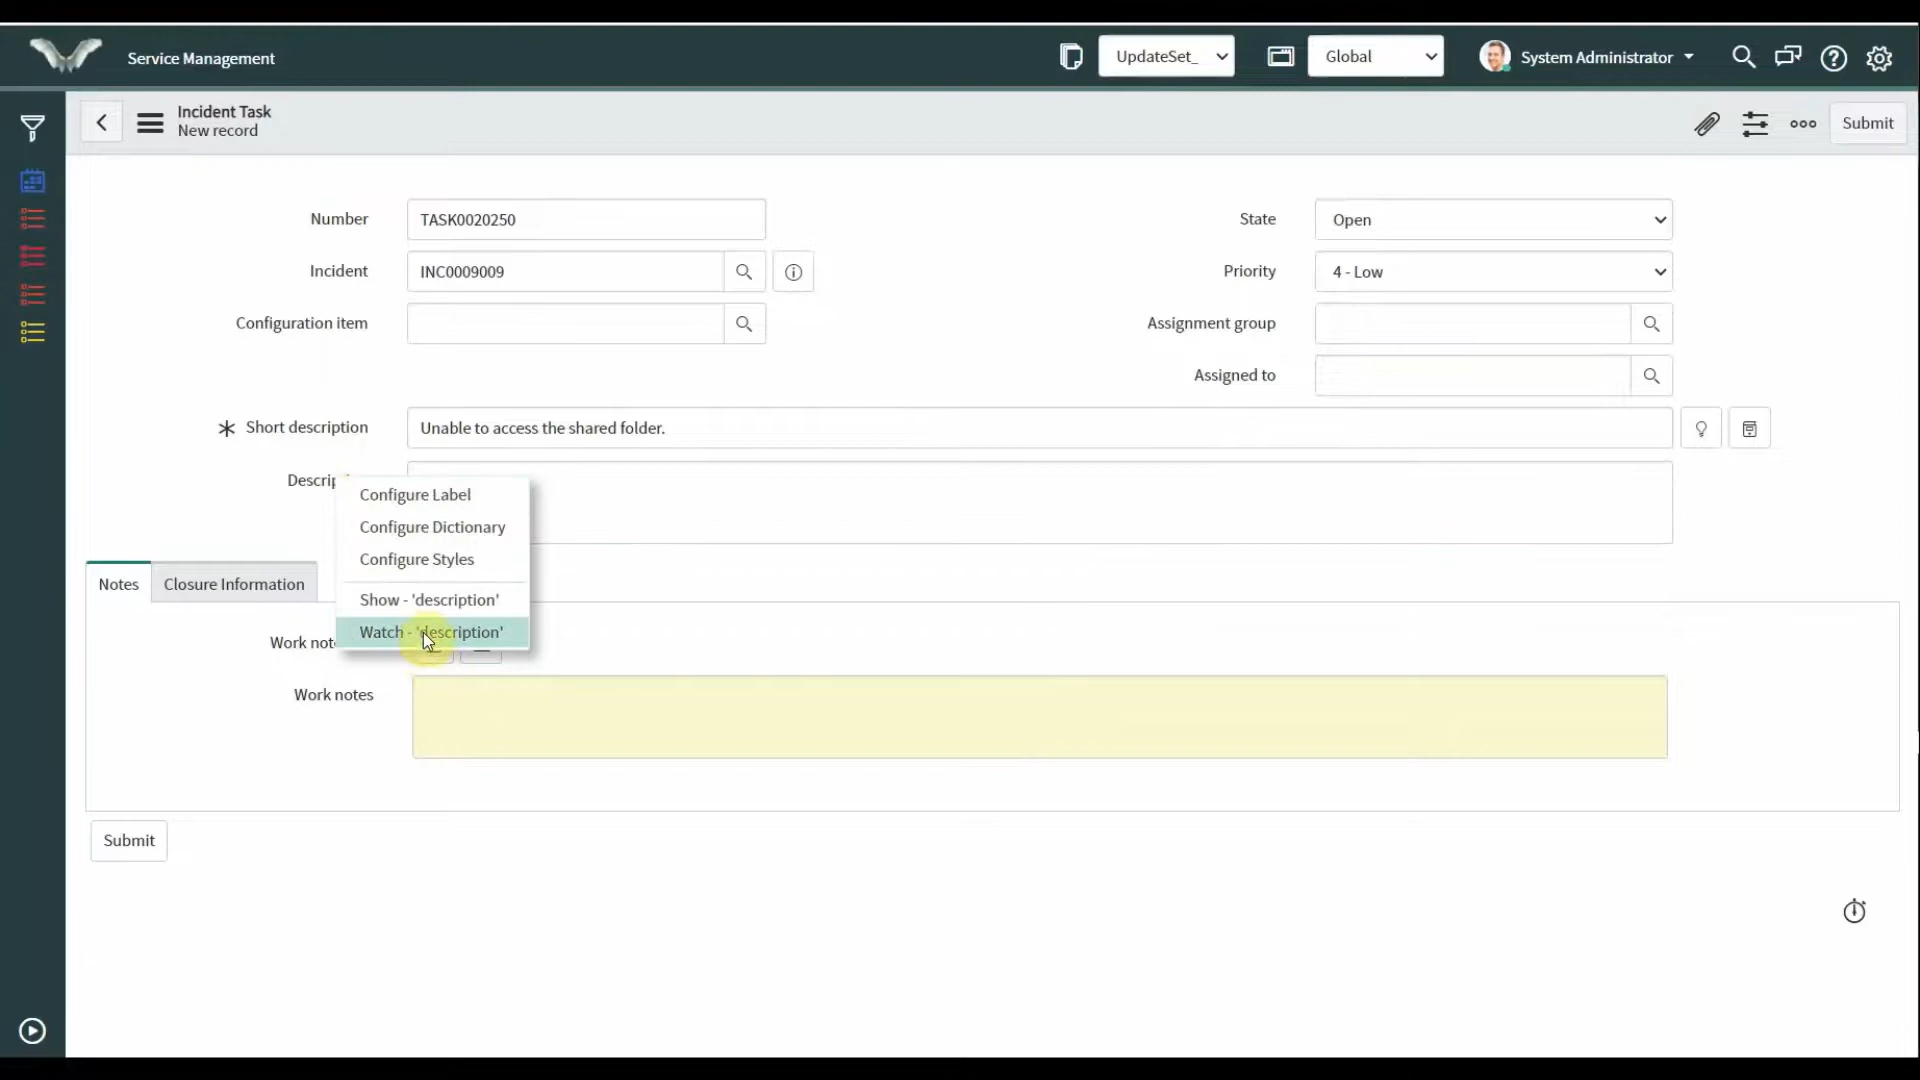 Service Management
UpdateSet_
Global
System Administrator
Incident Task
New record
Submit
Number
TASK0020250
State
Open
Incident
INC0009009
Priority
4 - Low
Configuration item
Assignment group
Assigned to
Short description
Unable to access the shared folder.
Configure Label
Configure Dictionary
Configure Styles
Show - 'description'
Watch - 'description'
Notes
Closure Information
Work
Work notes
Submit